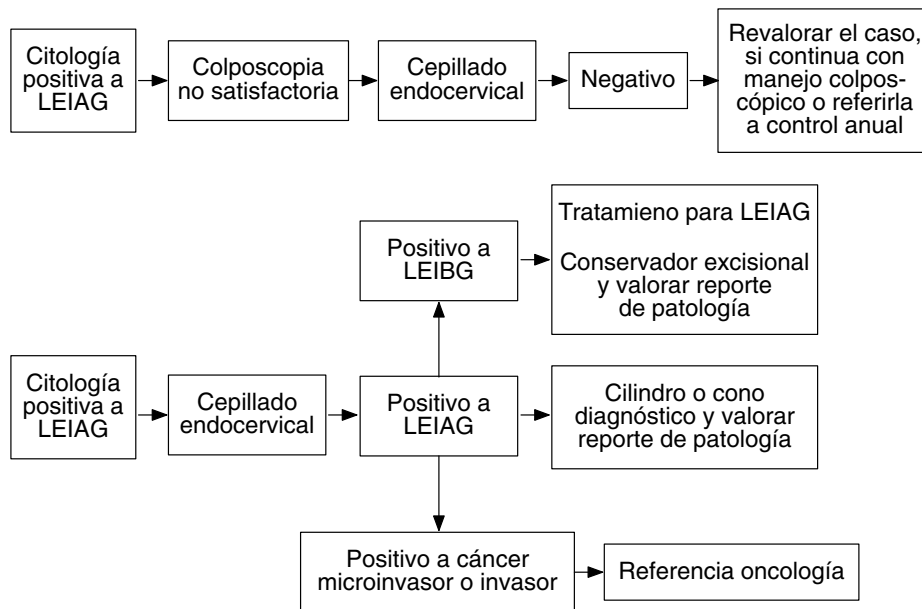 Citología
positiva a
LEIAG
Colposcopia
no satisfactoria
Cepillado
endocervical
Negativo
Revalorar el caso,
si continua con
manejo colpos-
cópico o referirla
a control anual
Positivo a
LEIBG
Tratamieno para LEIAG
Conservador excisional
y valorar reporte
de patología
Citología
positiva a
LEIAG
Cepillado
endocervical
Positivo a
LEIAG
Cilindro o cono
diagnóstico y valorar
reporte de patología
Positivo a cáncer
microinvasor o invasor
Referencia oncología